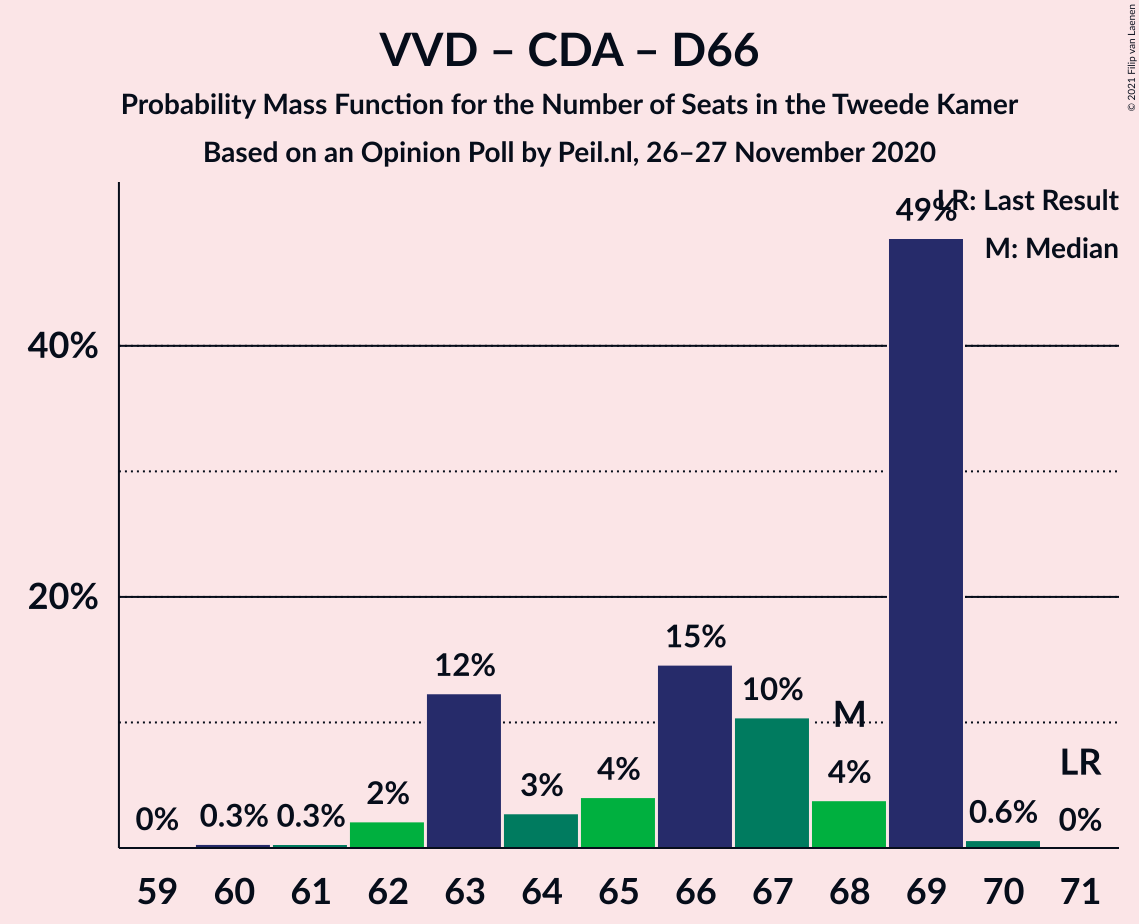 VVD – CDA – D66
Probability Mass Function for the Number of Seats in the Tweede Kamer
Based on an Opinion Poll by Peil.nl, 26–27 November 2020
© 2021 Filip van Laenen
LR: Last Result
M: Median
49%
40%
20%
15%
12%
10%
M
4%
4%
3%
2%
LR
0%
0.3%
0.3%
0.6%
0%
59 60 61 62 63 64 65 66 67 68 69 70 71